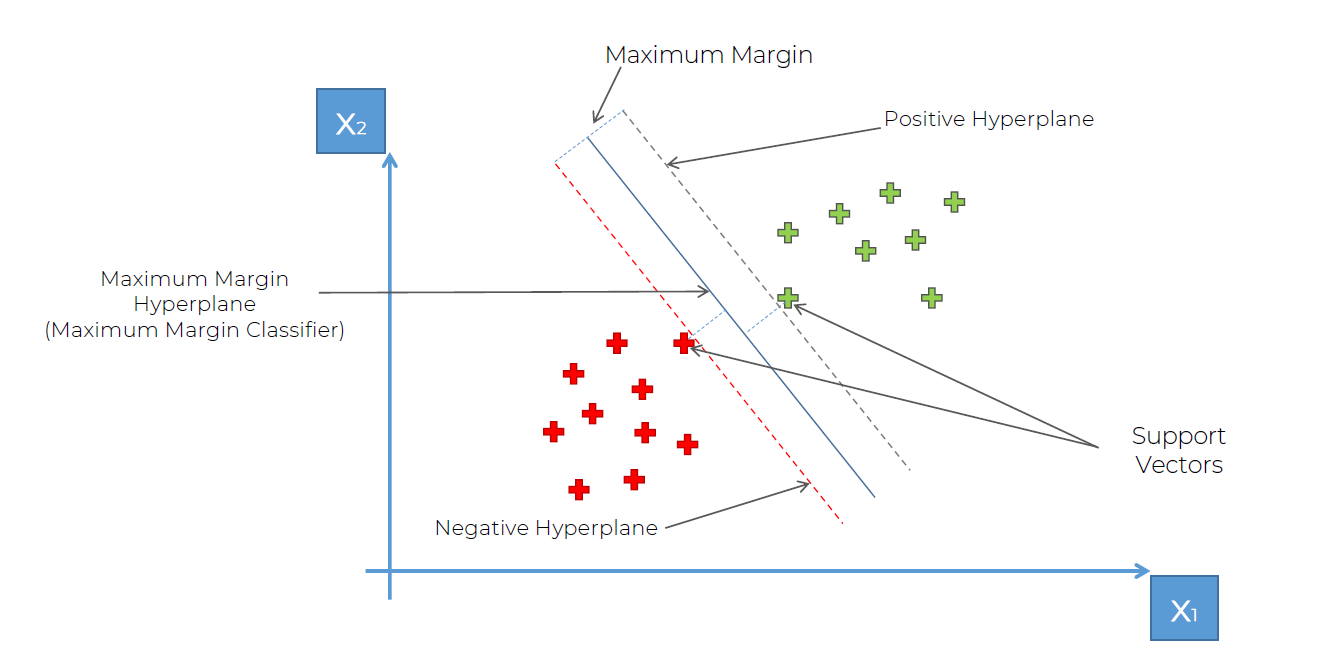 Maximum Margin
X2
Positive Hyperplane
Maximum Margin
Hyperplane
(Maximum Margin Classifier)
Support
Vectors
Negative Hyperplane
X1